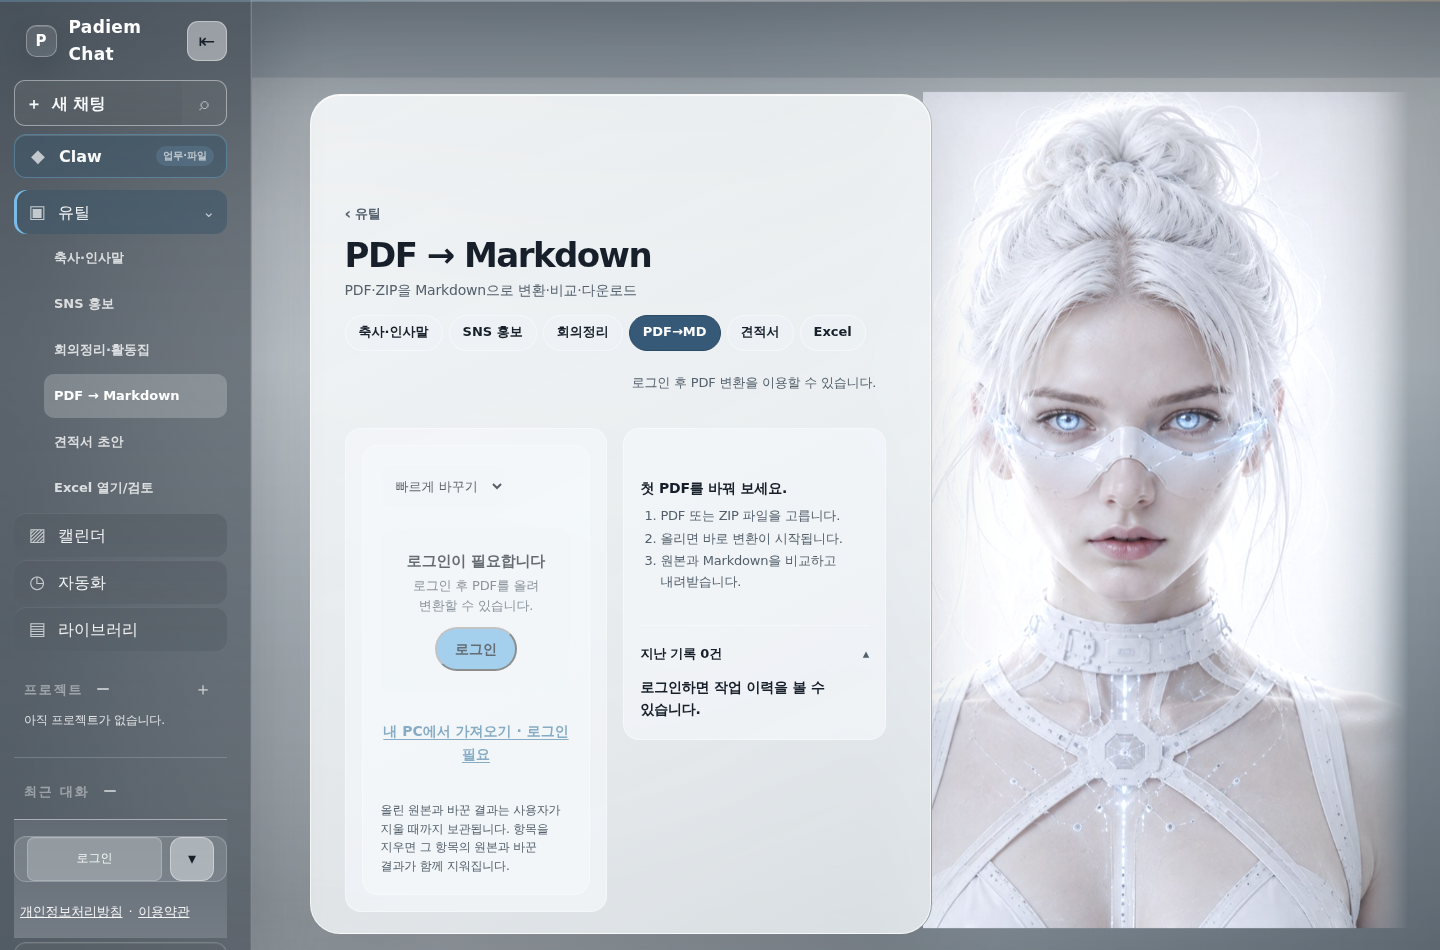 P
Padiem
Chat
⇤
+ 새 채팅
⌕
◆ Claw 업무·파일
▣ 유틸 ⌄
축사·인사말
SNS 홍보
회의정리·활동집
PDF → Markdown
견적서 초안
Excel 열기/검토
▨ 캘린더
◷ 자동화
▤ 라이브러리
프로젝트 — +
아직 프로젝트가 없습니다.
최근 대화 —
로그인 ▾
개인정보처리방침 · 이용약관
‹ 유틸
PDF → Markdown
PDF·ZIP을 Markdown으로 변환·비교·다운로드
축사·인사말 SNS 홍보 회의정리 PDF→MD 견적서 Excel
로그인 후 PDF 변환을 이용할 수 있습니다.
빠르게 바꾸기
로그인이 필요합니다
로그인 후 PDF를 올려
변환할 수 있습니다.
로그인
내 PC에서 가져오기 · 로그인
필요
올린 원본과 바꾼 결과는 사용자가
지울 때까지 보관됩니다. 항목을
지우면 그 항목의 원본과 바꾼
결과가 함께 지워집니다.
첫 PDF를 바꿔 보세요.
1. PDF 또는 ZIP 파일을 고릅니다.
2. 올리면 바로 변환이 시작됩니다.
3. 원본과 Markdown을 비교하고
내려받습니다.
지난 기록 0건 ▲
로그인하면 작업 이력을 볼 수
있습니다.